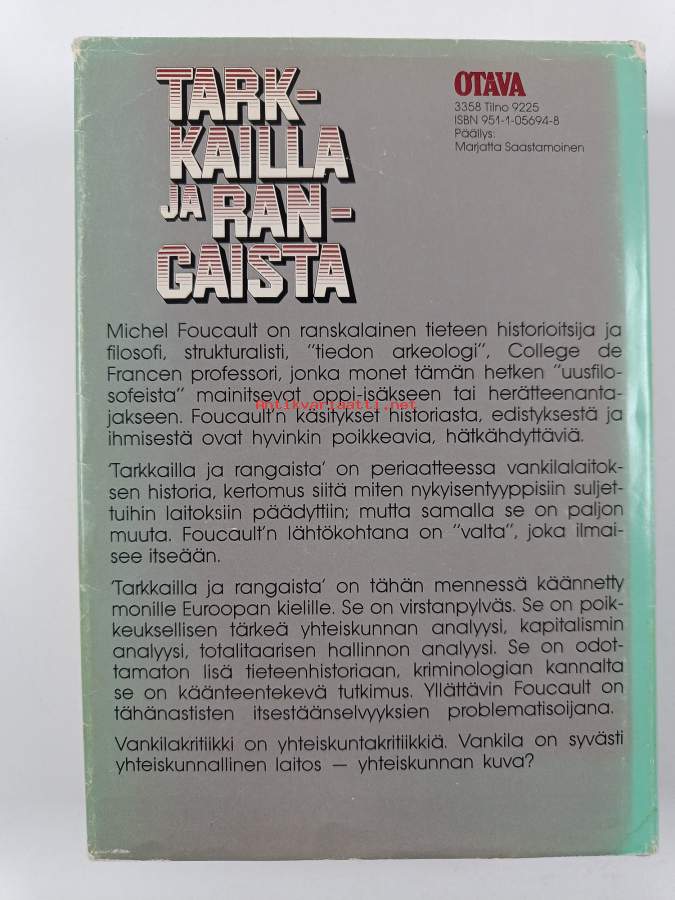 TARK-
KAILLA
JA RAN-
GAISTA
OTAVA
3358 Tilno 9225
ISBN 951-1-05694-8
Päällys:
Marjatta Saastamoinen
Michel Foucault on ranskalainen tieteen historioitsija ja
filosofi, strukturalisti, "tiedon arkeologi", College de
Francen professori, jonka monet tämän hetken "uusfilo-
sofeista" mainitsevat oppi-isäkseen tai herätteenanta-
Antikvariaatti.net
jakseen. Foucault'n käsitykset historiasta, edistyksestä ja
ihmisestä ovat hyvinkin poikkeavia, hätkähdyttäviä.
'Tarkkailla ja rangaista' on periaatteessa vankilalaitok-
sen historia, kertomus siitä miten nykyisentyyppisiin suljet-
tuihin laitoksiin päädyttiin; mutta samalla se on paljon
muuta. Foucault'n lähtökohtana on "valta", joka ilmai-
see itseään.
'Tarkkailla ja rangaista' on tähän mennessä käännetty
monille Euroopan kielille. Se on virstanpylväs. Se on poik-
keuksellisen tärkeä yhteiskunnan analyysi, kapitalismin
analyysi, totalitaarisen hallinnon analyysi. Se on odot-
tamaton lisä tieteenhistoriaan, kriminologian kannalta
se on käänteentekevä tutkimus. Yllättävin Foucault on
tähänastisten itsestäänselvyyksien problematisoijana.
Vankilakritiikki on yhteiskuntakritiikkiä. Vankila on syvästi
yhteiskunnallinen laitos — yhteiskunnan kuva?